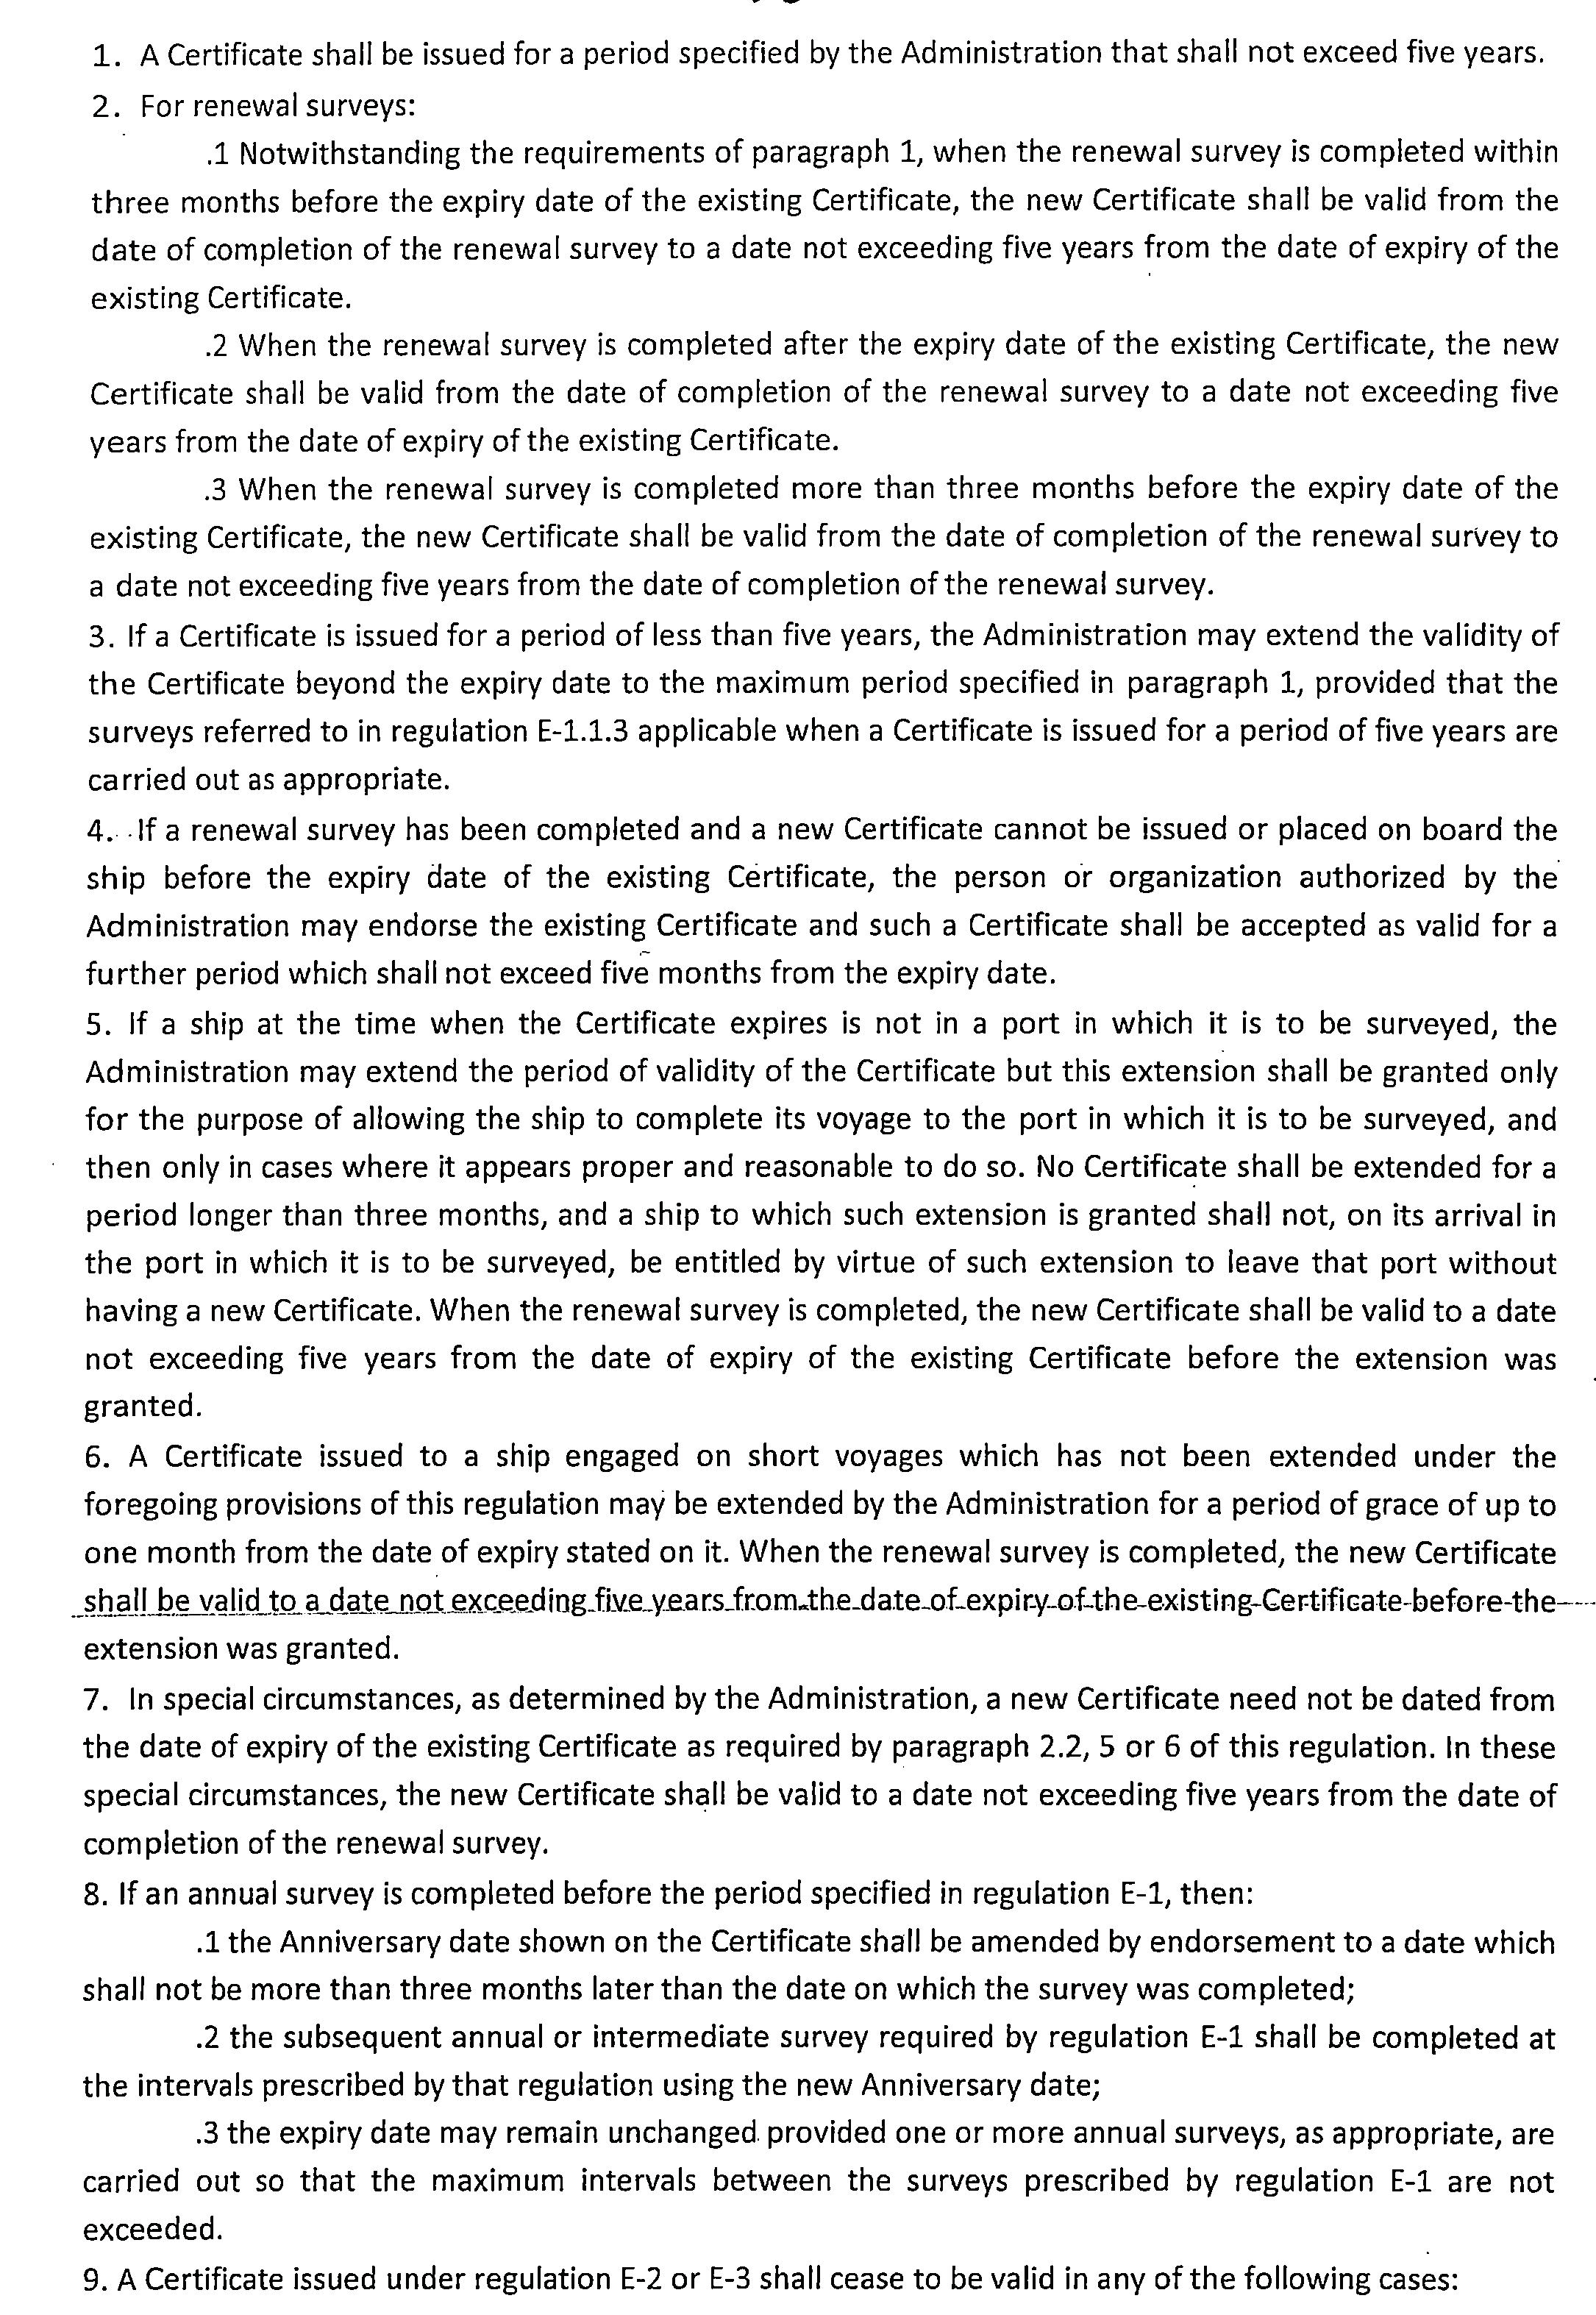 1. A Certificate shall be issued for a period specified by the Administration that shall not exceed five years.
2. For renewal surveys:
.1 Notwithstanding the requirements of paragraph 1, when the renewal survey is completed within
three months before the expiry date of the existing Certificate, the new Certificate shall be valid from the
date of completion of the renewal survey to a date not exceeding five years from the date of expiry of the
existing Certificate.
.2 When the renewal survey is completed after the expiry date of the existing Certificate, the new
Certificate shall be valid from the date of completion of the renewal survey to a date not exceeding five
years from the date of expiry of the existing Certificate.
.3 When the renewal survey is completed more than three months before the expiry date of the
existing Certificate, the new Certificate shall be valid from the date of completion of the renewal survey to
a date not exceeding five years from the date of completion of the renewal survey.
3. If a Certificate is issued for a period of less than five years, the Administration may extend the validity of
the Certificate beyond the expiry date to the maximum period specified in paragraph 1, provided that the
surveys referred to in regulation E-1.1.3 applicable when a Certificate is issued for a period of five years are
carried out as appropriate.
4. If a renewal survey has been completed and a new Certificate cannot be issued or placed on board the
ship before the expiry date of the existing Certificate, the person or organization authorized by the
Administration may endorse the existing Certificate and such a Certificate shall be accepted as valid for a
further period which shall not exceed five months from the expiry date.
5. If a ship at the time when the Certificate expires is not in a port in which it is to be surveyed, the
Administration may extend the period of validity of the Certificate but this extension shall be granted only
for the purpose of allowing the ship to complete its voyage to the port in which it is to be surveyed, and
then only in cases where it appears proper and reasonable to do so. No Certificate shall be extended for a
period longer than three months, and a ship to which such extension is granted shall not, on its arrival in
the port in which it is to be surveyed, be entitled by virtue of such extension to leave that port without
having a new Certificate. When the renewal survey is completed, the new Certificate shall be valid to a date
not exceeding five years from the date of expiry of the existing Certificate before the extension was
granted.
6. A Certificate issued to a ship engaged on short voyages which has not been extended under the
foregoing provisions of this regulation may be extended by the Administration for a period of grace of up to
one month from the date of expiry stated on it. When the renewal survey is completed, the new Certificate
shall be valid to a date not exceeding five years from the date of expiry of the existing Certificate before the
extension was granted.
7. In special circumstances, as determined by the Administration, a new Certificate need not be dated from
the date of expiry of the existing Certificate as required by paragraph 2.2, 5 or 6 of this regulation. In these
special circumstances, the new Certificate shall be valid to a date not exceeding five years from the date of
completion of the renewal survey.
8. If an annual survey is completed before the period specified in regulation E-1, then:
.1 the Anniversary date shown on the Certificate shall be amended by endorsement to a date which
shall not be more than three months later than the date on which the survey was completed;
.2 the subsequent annual or intermediate survey required by regulation E-1 shall be completed at
the intervals prescribed by that regulation using the new Anniversary date;
.3 the expiry date may remain unchanged provided one or more annual surveys, as appropriate, are
carried out so that the maximum intervals between the surveys prescribed by regulation E-1 are not
exceeded.
9. A Certificate issued under regulation E-2 or E-3 shall cease to be valid in any of the following cases: